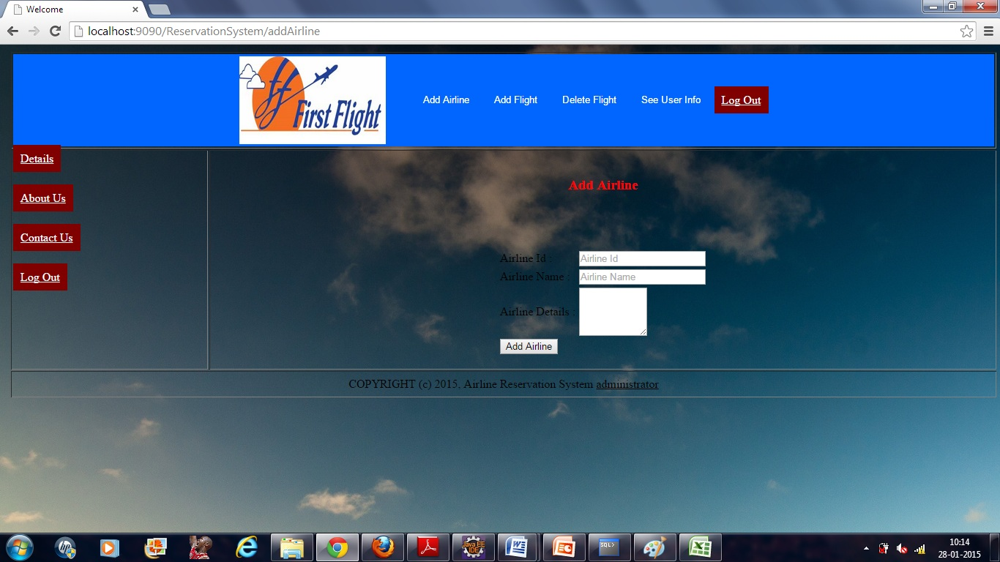 Welcome
localhost:9090/ReservationSystem/addAirline
First Flight
Add Airline Add Flight Delete Flight See User Info Log Out
Details
About Us
Contact Us
Log Out
Add Airline
Airline Id : Airline Id
Airline Name : Airline Name
Airline Details :
Add Airline
COPYRIGHT (c) 2015, Airline Reservation System administrator
hp
Java EE
IDE
SQL>
10:14
28-01-2015